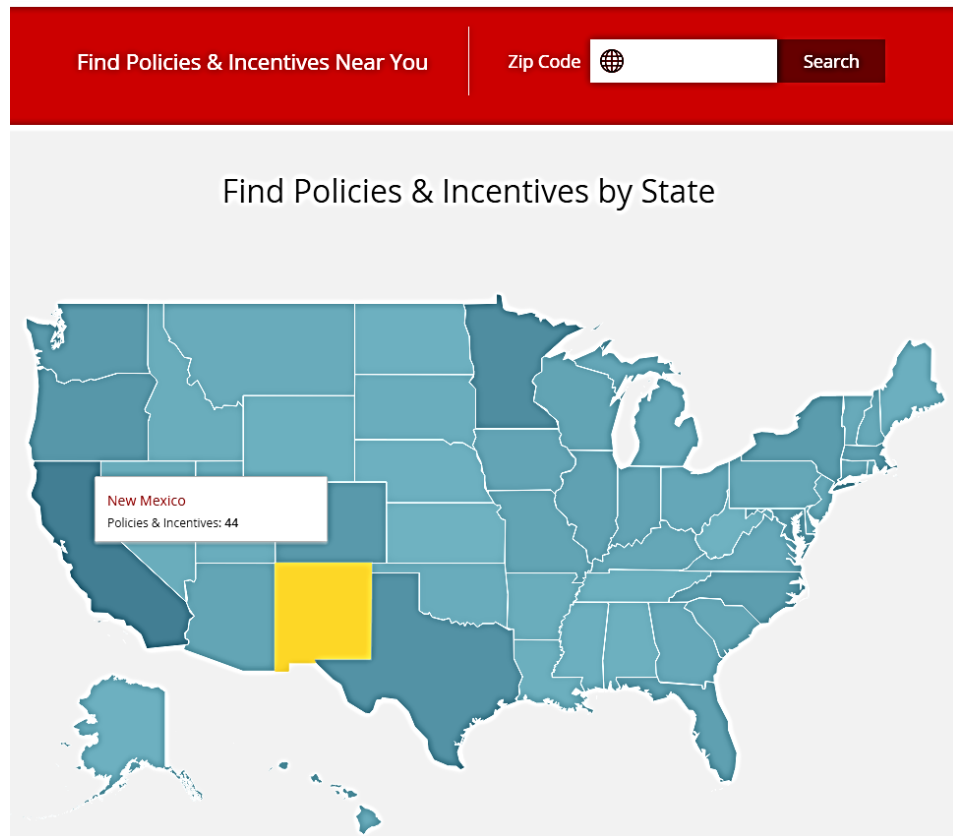 Find Policies & Incentives Near You
Zip Code
Search
Find Policies & Incentives by State
New Mexico
Policies & Incentives: 44